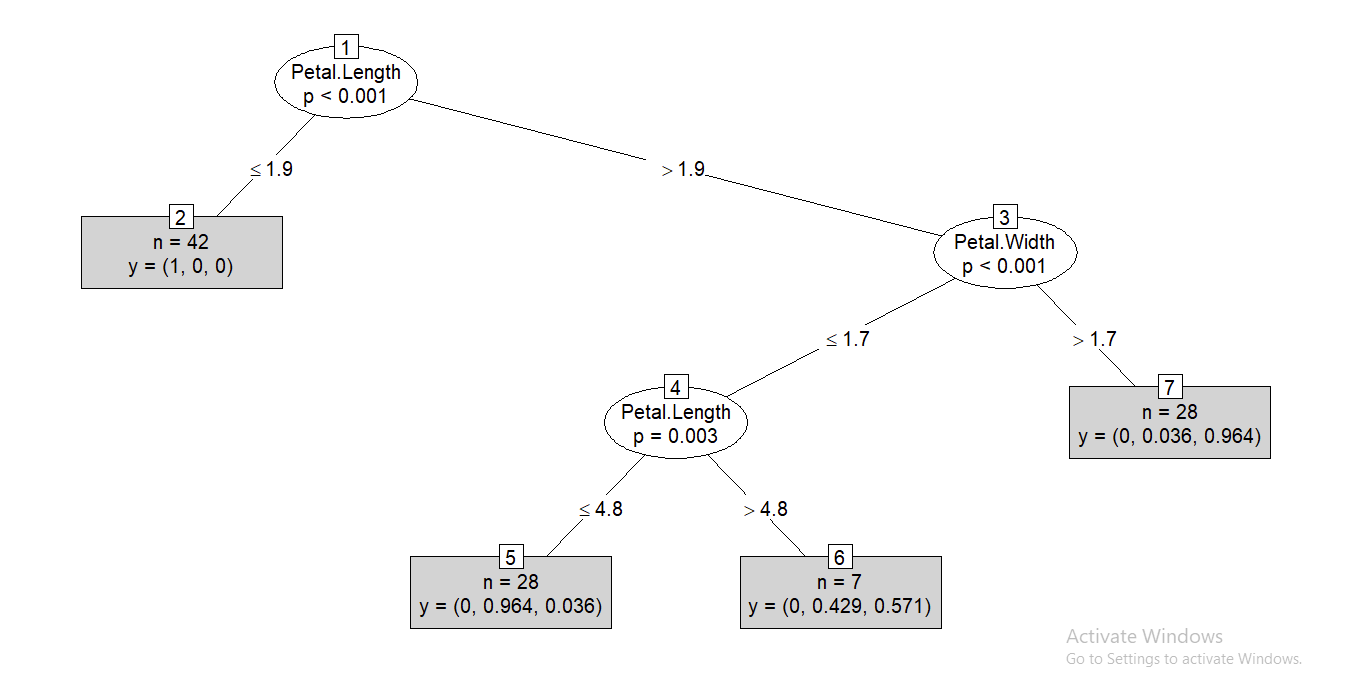 1
Petal.Length
p < 0.001
≤ 1.9
> 1.9
2
n = 42
y = (1, 0, 0)
3
Petal.Width
p < 0.001
≤ 1.7
> 1.7
4
Petal.Length
p = 0.003
7
n = 28
y = (0, 0.036, 0.964)
≤ 4.8
> 4.8
5
n = 28
y = (0, 0.964, 0.036)
6
n = 7
y = (0, 0.429, 0.571)
Activate Windows
Go to Settings to activate Windows.